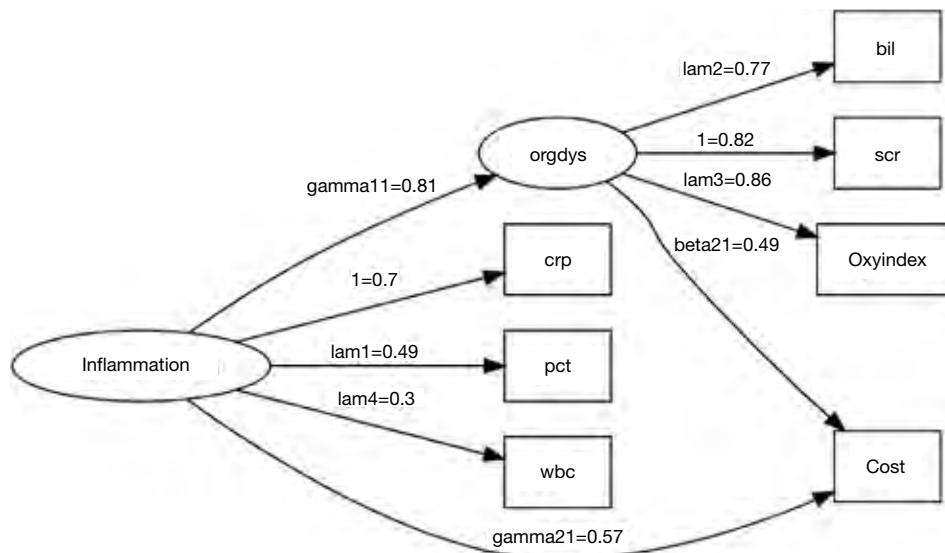 bil
lam2=0.77
orgdys
1=0.82
scr
lam3=0.86
gamma11=0.81
beta21=0.49
crp
Oxyindex
1=0.7
Inflammation
lam1=0.49
pct
lam4=0.3
wbc
Cost
gamma21=0.57